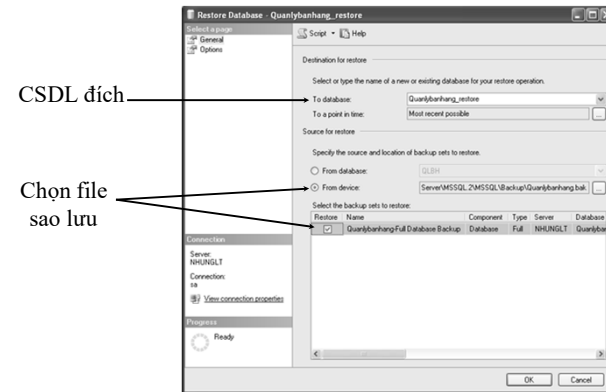 Restore Database - Quanlybanhang_restore
Select a page
General
Options
Script
Help
Destination for restore
Select or type the name of a new or existing database for your restore operation.
CSDL đích
To database:
Quanlybanhang_restore
To a point in time:
Most recent possible
...
Source for restore
Specify the source and location of backup sets to restore.
From database:
QLBH
Chọn file
sao lưu
From device:
Server\MSSQL.2\MSSQL\Backup\Quanlybanhang.bak
...
Select the backup sets to restore:
Restore Name Component Type Server Database
Quanlybanhang-Full Database Backup Database Full NHUNGLT Quanlybar
Connection
Server:
NHUNGLT
Connection:
sa
View connection properties
Progress
Ready
OK
Cancel